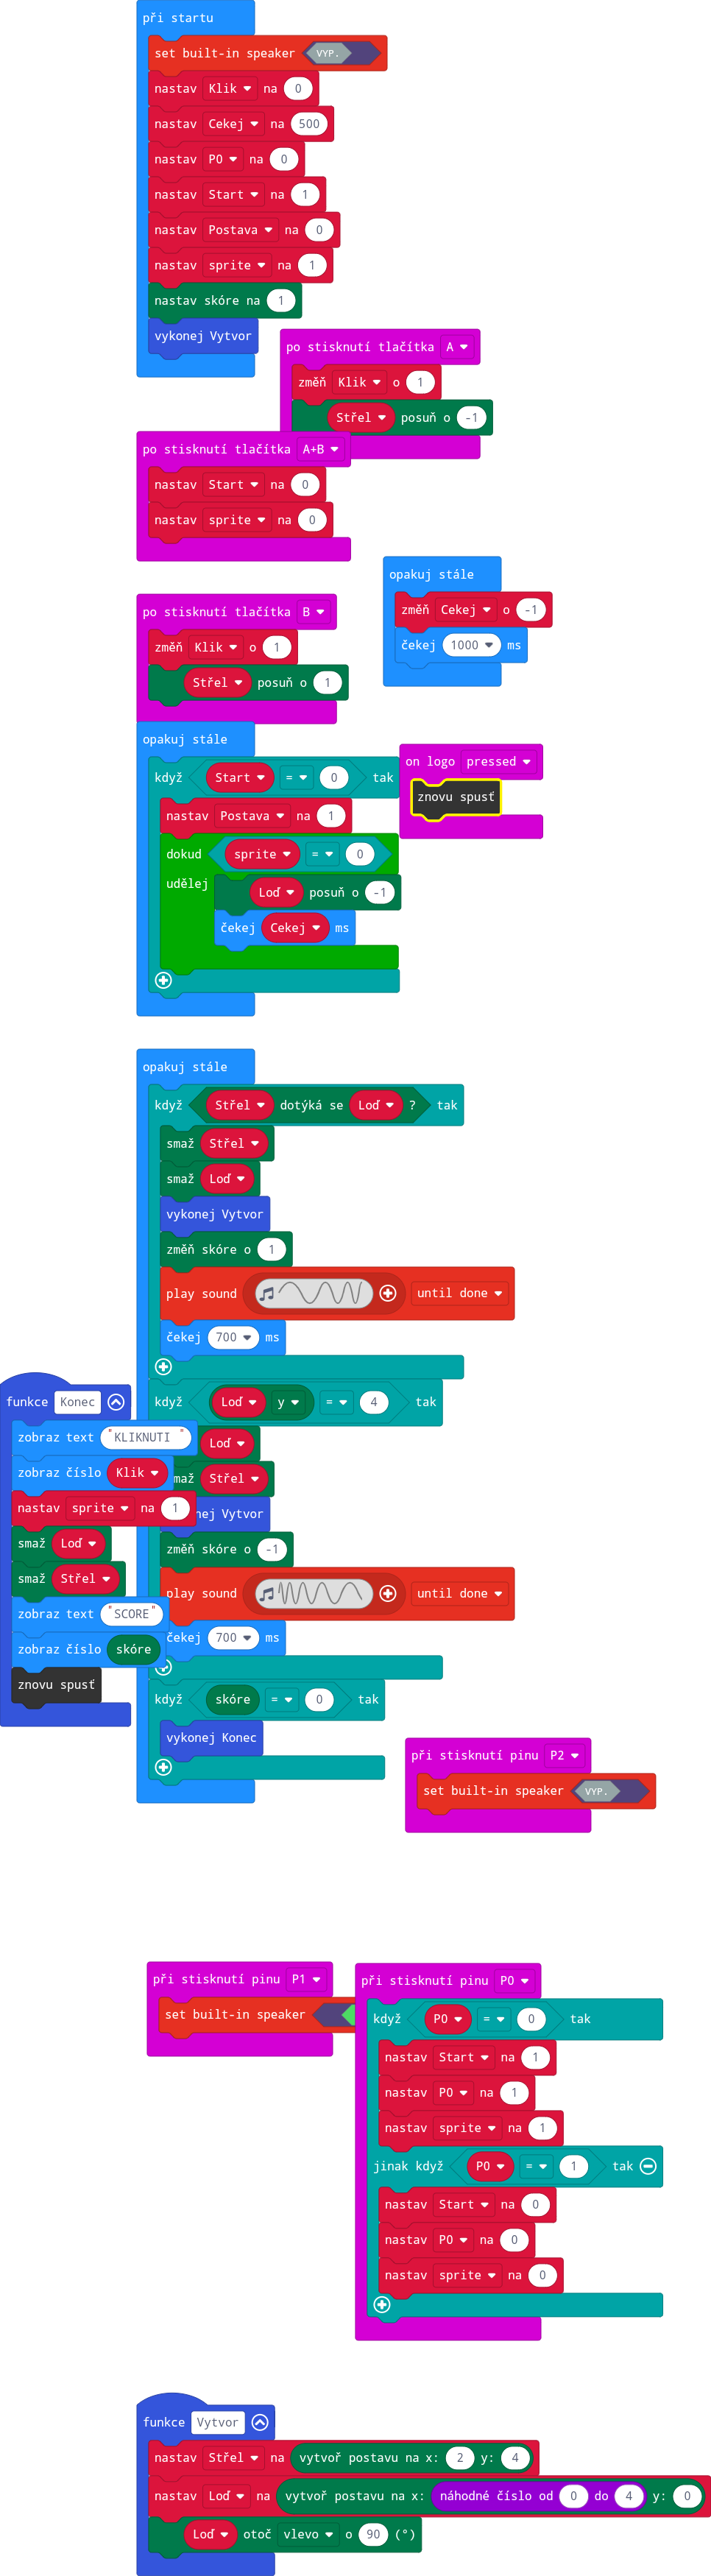 při startu
set built-in speaker VYP.
nastav Klik na 0
nastav Cekej na 500
nastav P0 na 0
nastav Start na 1
nastav Postava na 0
nastav sprite na 1
nastav skóre na 1
vykonej Vytvor
po stisknutí tlačítka A
změň Klik o 1
Střel posuň o -1
po stisknutí tlačítka A+B
nastav Start na 0
nastav sprite na 0
opakuj stále
změň Cekej o -1
čekej 1000 ms
po stisknutí tlačítka B
změň Klik o 1
Střel posuň o 1
opakuj stále
když Start = 0 tak
nastav Postava na 1
dokud sprite = 0
udělej Loď posuň o -1
čekej Cekej ms
on logo pressed
znovu spusť
opakuj stále
když Střel dotýká se Loď ? tak
smaž Střel
smaž Loď
vykonej Vytvor
změň skóre o 1
play sound until done
čekej 700 ms
když Loď y = 4 tak
Loď
maž Střel
nej Vytvor
změň skóre o -1
play sound until done
čekej 700 ms
když skóre = 0 tak
vykonej Konec
funkce Konec
zobraz text "KLIKNUTI "
zobraz číslo Klik
nastav sprite na 1
smaž Loď
smaž Střel
zobraz text "SCORE"
zobraz číslo skóre
znovu spusť
při stisknutí pinu P2
set built-in speaker VYP.
při stisknutí pinu P1
set built-in speaker
při stisknutí pinu P0
když P0 = 0 tak
nastav Start na 1
nastav P0 na 1
nastav sprite na 1
jinak když P0 = 1 tak
nastav Start na 0
nastav P0 na 0
nastav sprite na 0
funkce Vytvor
nastav Střel na vytvoř postavu na x: 2 y: 4
nastav Loď na vytvoř postavu na x: náhodné číslo od 0 do 4 y: 0
Loď otoč vlevo o 90 (°)